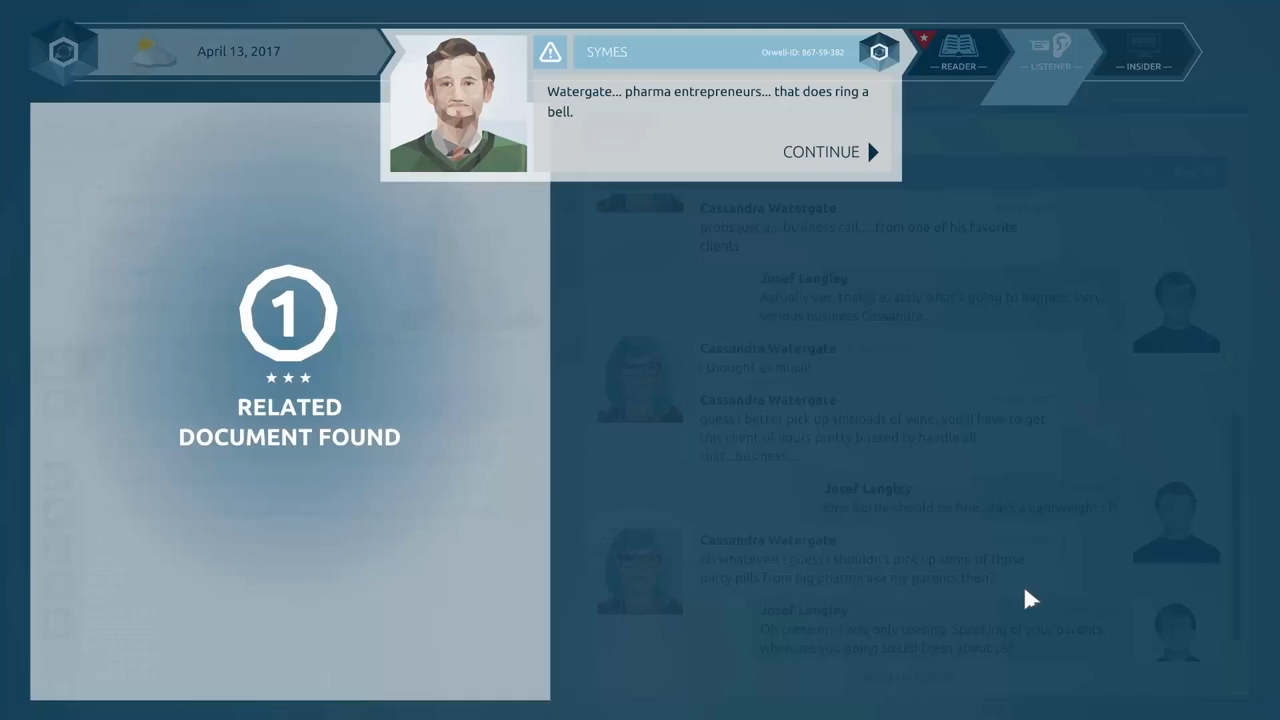 April 13, 2017
SYMES
Orwell-ID: 867-59-382
Watergate... pharma entrepreneurs... that does ring a
bell.
CONTINUE
— READER —
— LISTENER —
— INSIDER —
1
RELATED
DOCUMENT FOUND
Cassandra Watergate
probs just a... business call.... from one of his favorite
clients
Josef Langley
Actually yes, that's exactly what's going to happen. Very
serious business Cassandra.
Cassandra Watergate
i thought as much!
Cassandra Watergate
guess i better pick up shitloads of wine, you'll have to get
this client of yours pretty buzzed to handle all
that...business...
Josef Langley
One bottle should be fine, she's a lightweight :P
Cassandra Watergate
oh whatever! i guess i shouldn't pick up some of those
party pills from big pharma aka my parents then?
Josef Langley
Oh come on, I was only teasing. Speaking of your parents,
when are you going to tell them about us?